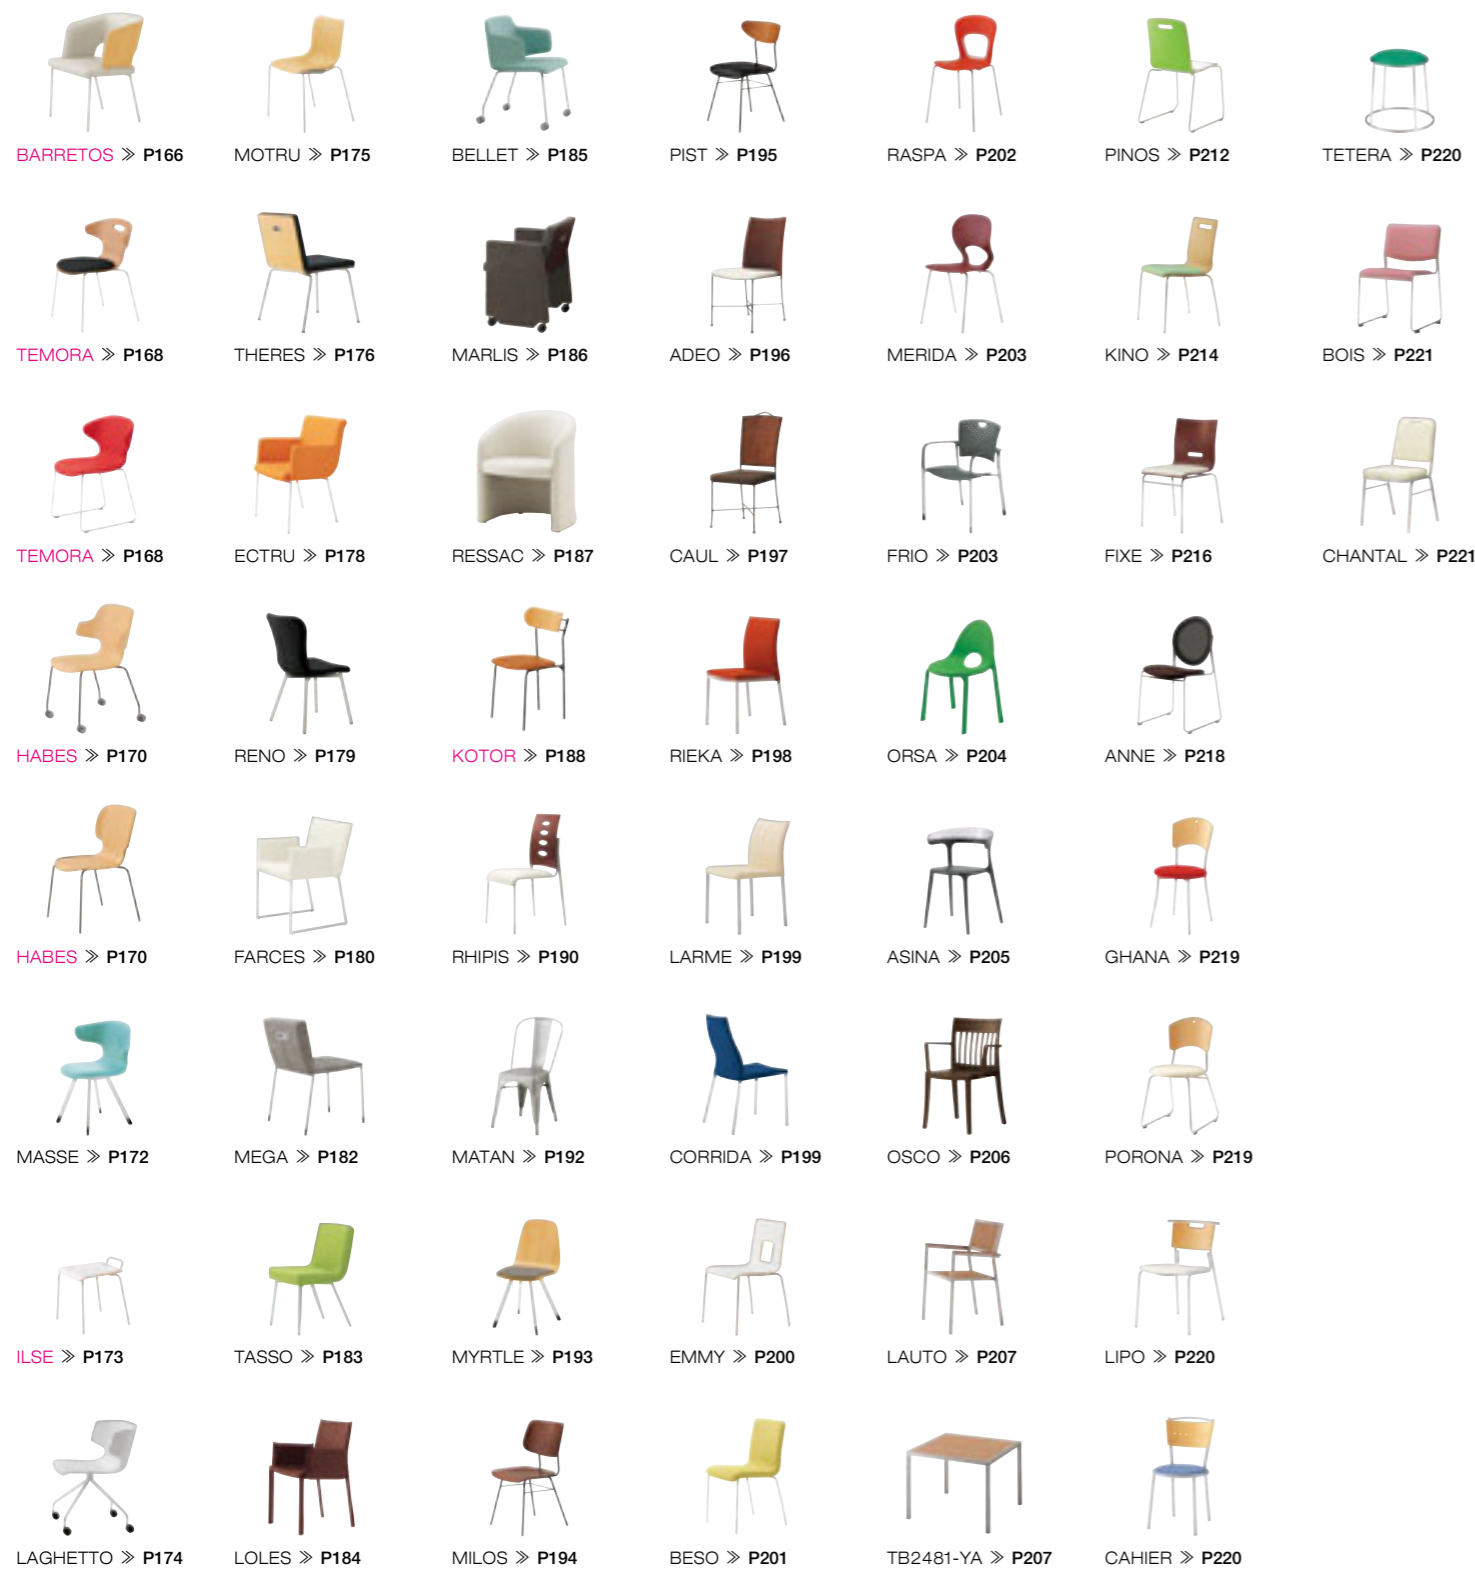 BARRETOS ≫ P166
MOTRU ≫ P175
BELLET ≫ P185
PIST ≫ P195
RASPA ≫ P202
PINOS ≫ P212
TETERA ≫ P220
TEMORA ≫ P168
THERES ≫ P176
MARLIS ≫ P186
ADEO ≫ P196
MERIDA ≫ P203
KINO ≫ P214
BOIS ≫ P221
TEMORA ≫ P168
ECTRU ≫ P178
RESSAC ≫ P187
CAUL ≫ P197
FRIO ≫ P203
FIXE ≫ P216
CHANTAL ≫ P221
HABES ≫ P170
RENO ≫ P179
KOTOR ≫ P188
RIEKA ≫ P198
ORSA ≫ P204
ANNE ≫ P218
HABES ≫ P170
FARCES ≫ P180
RHIPIS ≫ P190
LARME ≫ P199
ASINA ≫ P205
GHANA ≫ P219
MASSE ≫ P172
MEGA ≫ P182
MATAN ≫ P192
CORRIDA ≫ P199
OSCO ≫ P206
PORONA ≫ P219
ILSE ≫ P173
TASSO ≫ P183
MYRTLE ≫ P193
EMMY ≫ P200
LAUTO ≫ P207
LIPO ≫ P220
LAGHETTO ≫ P174
LOLES ≫ P184
MILOS ≫ P194
BESO ≫ P201
TB2481-YA ≫ P207
CAHIER ≫ P220